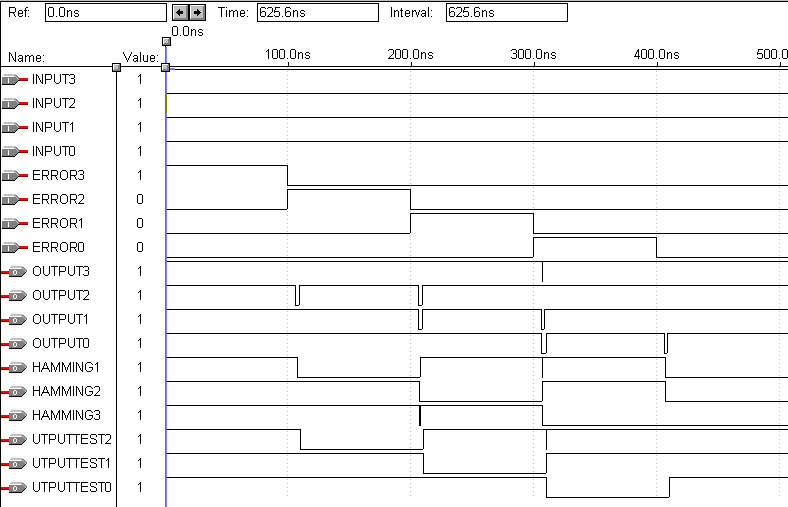 Ref: 0.0ns Time: 625.6ns Interval: 625.6ns
0.0ns
Name: Value: 100.0ns 200.0ns 300.0ns 400.0ns 500.0
INPUT3 1
INPUT2 1
INPUT1 1
INPUT0 1
ERROR3 1
ERROR2 0
ERROR1 0
ERROR0 0
OUTPUT3 1
OUTPUT2 1
OUTPUT1 1
OUTPUT0 1
HAMMING1 1
HAMMING2 1
HAMMING3 1
UTPUTTEST2 1
UTPUTTEST1 1
UTPUTTEST0 1